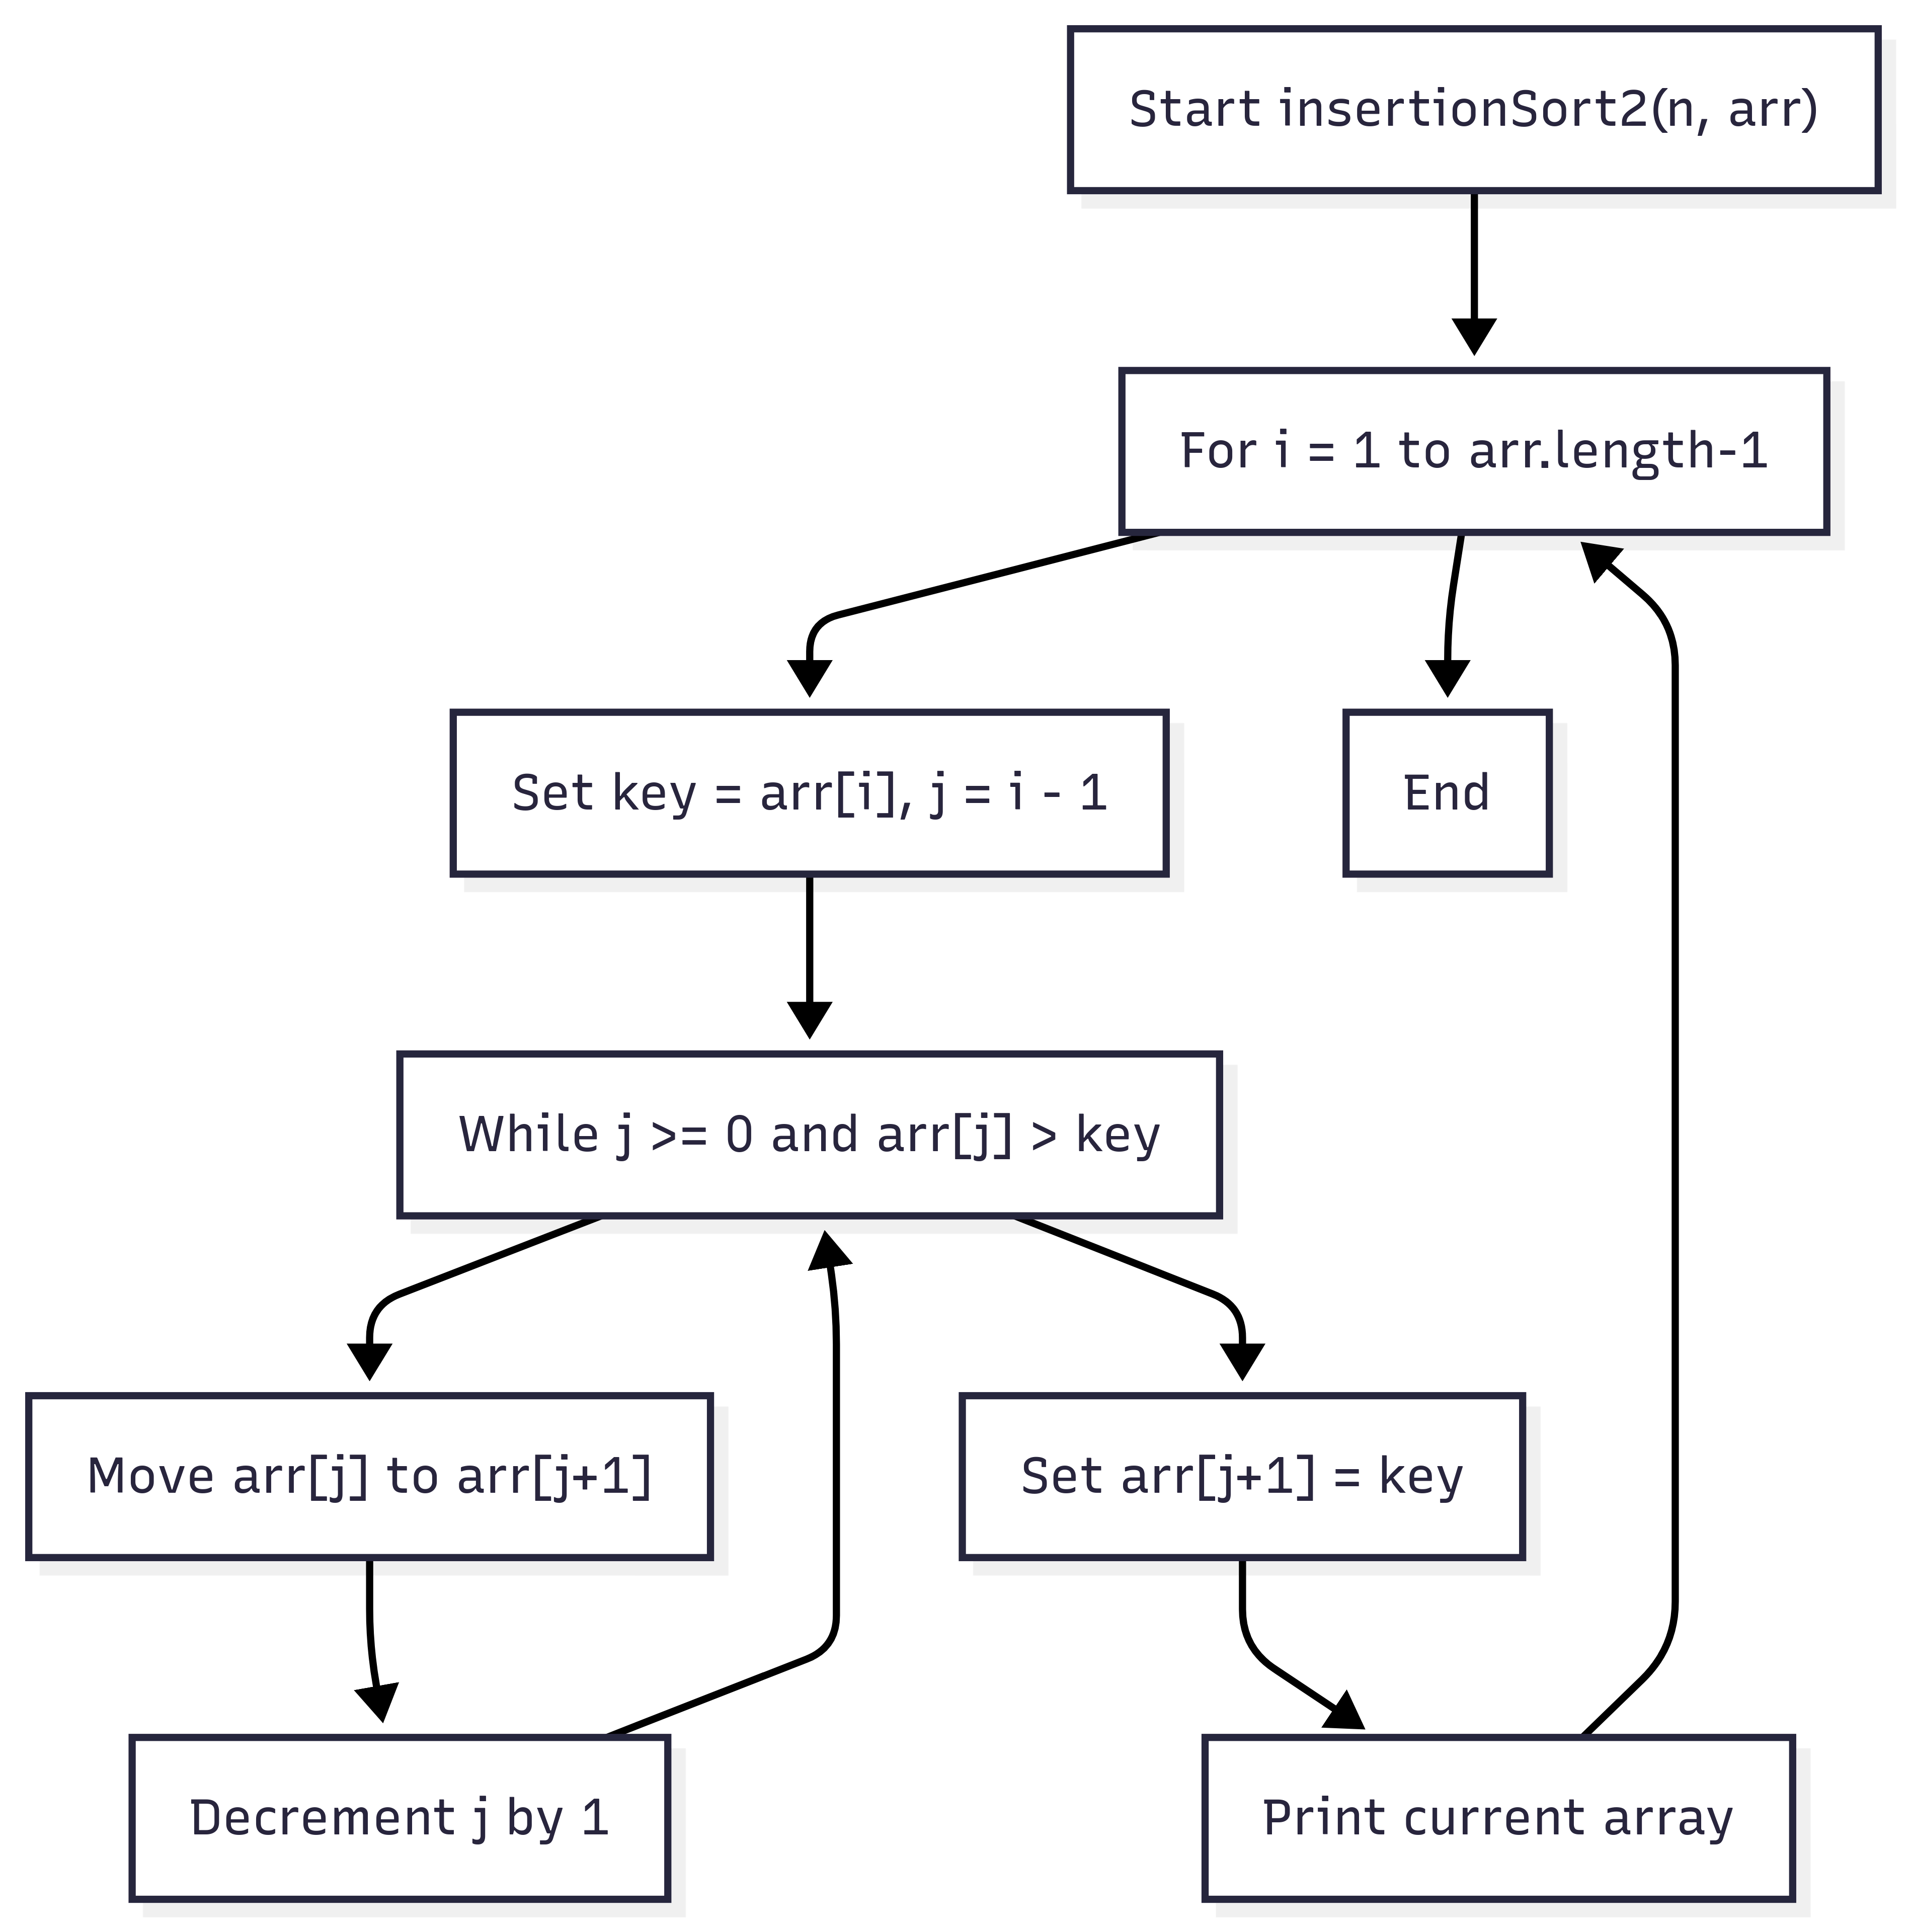 Start insertionSort2(n, arr)
For i = 1 to arr.length-1
Set key = arr[i], j = i - 1
End
While j >= 0 and arr[j] > key
Move arr[j] to arr[j+1]
Set arr[j+1] = key
Decrement j by 1
Print current array